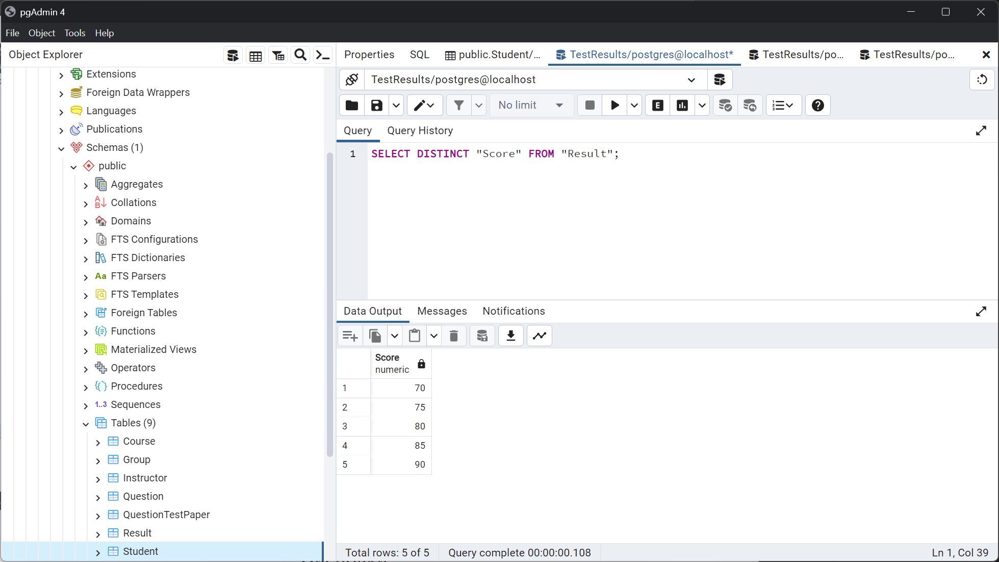 pgAdmin 4
File Object Tools Help
Object Explorer
Extensions
Foreign Data Wrappers
Languages
Publications
Schemas (1)
public
Aggregates
Collations
Domains
FTS Configurations
FTS Dictionaries
Aa FTS Parsers
FTS Templates
Foreign Tables
Functions
Materialized Views
Operators
Procedures
1..3 Sequences
Tables (9)
Course
Group
Instructor
Question
QuestionTestPaper
Result
Student
Properties SQL public.Student/... TestResults/postgres@localhost* TestResults/po... TestResults/po...
TestResults/postgres@localhost
No limit
Query Query History
1 SELECT DISTINCT "Score" FROM "Result";
Data Output Messages Notifications
Score
numeric
1 70
2 75
3 80
4 85
5 90
Total rows: 5 of 5 Query complete 00:00:00.108 Ln 1, Col 39